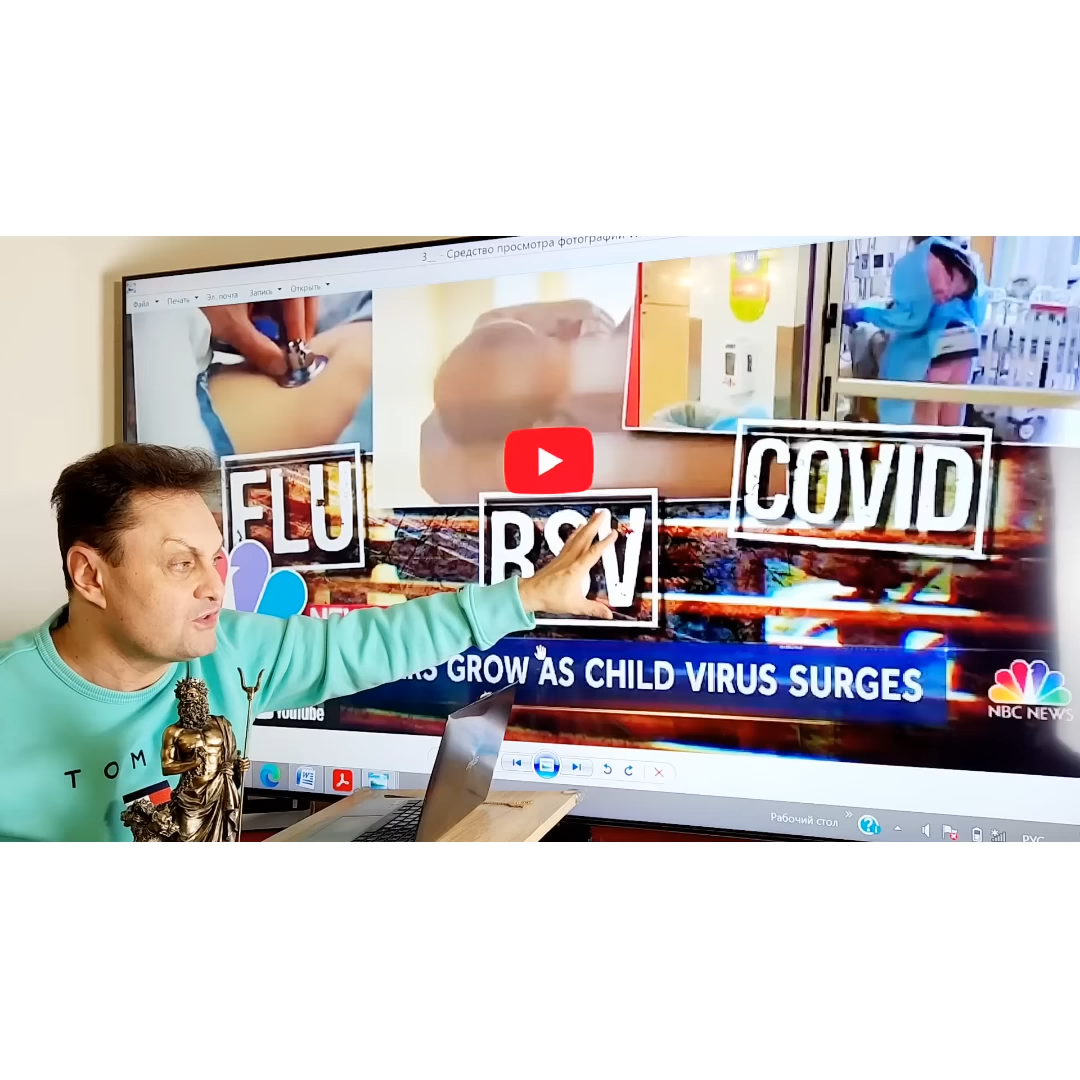 3__ - Средство просмотра фотографий
Файл Печать Эл. почта Запись Открыть
FLU
RSV
COVID
GROW AS CHILD VIRUS SURGES
NBC NEWS
YouTube
TOM
Рабочий стол
РУС